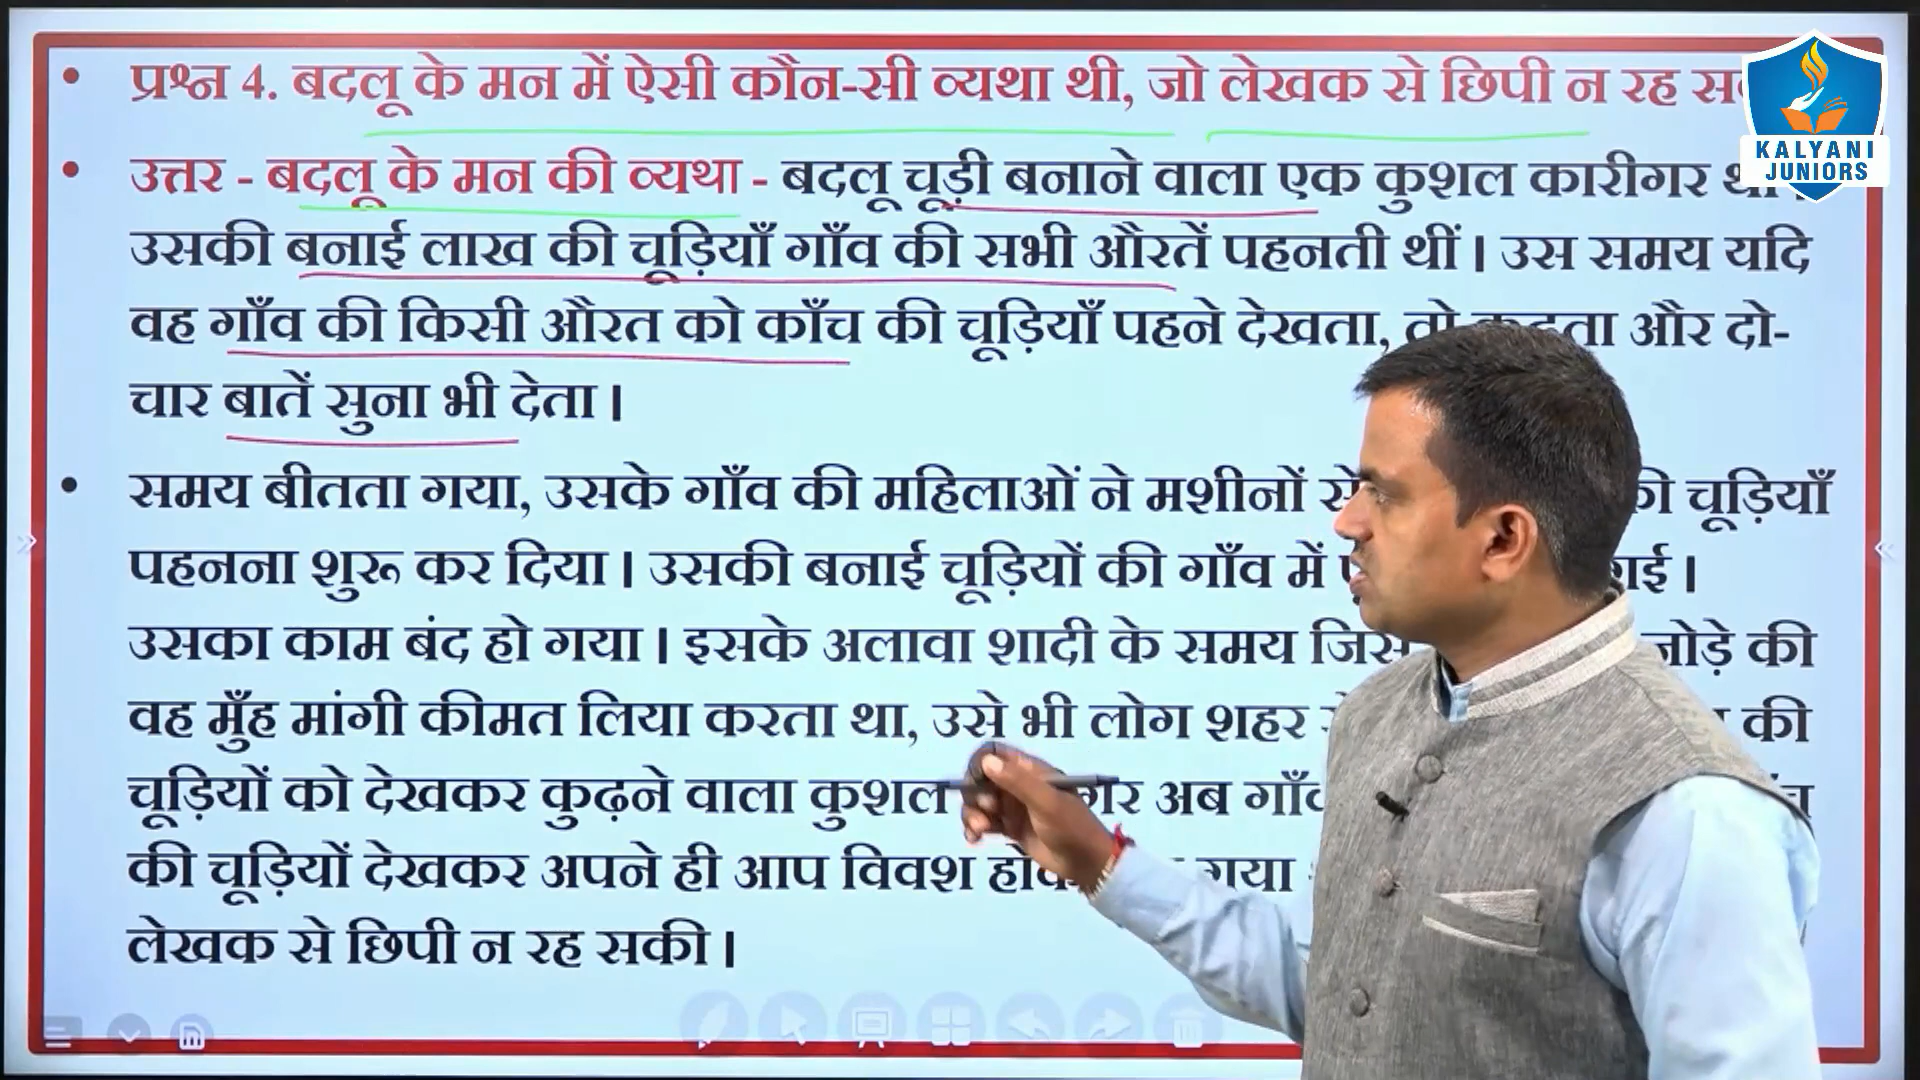 • प्रश्न 4. बदलू के मन में ऐसी कौन-सी व्यथा थी, जो लेखक से छिपी न रह
KALYANI
JUNIORS
• उत्तर - बदलू के मन की व्यथा - बदलू चूड़ी बनाने वाला एक कुशल कारीगर
उसकी बनाई लाख की चूड़ियाँ गाँव की सभी औरतें पहनती थीं। उस समय यदि
वह गाँव की किसी औरत को काँच की चूड़ियाँ पहने देखता, और दो-
चार बातें सुना भी देता।
• समय बीतता गया, उसके गाँव की महिलाओं ने मशीनों चूड़ियाँ
पहनना शुरू कर दिया। उसकी बनाई चूड़ियों की गाँव में
उसका काम बंद हो गया। इसके अलावा शादी के समय जोड़े की
वह मुँह मांगी कीमत लिया करता था, उसे भी लोग शहर की
चूड़ियों को देखकर कुढ़ने वाला कुशल अब
की चूड़ियों देखकर अपने ही आप विवश गया
लेखक से छिपी न रह सकी।